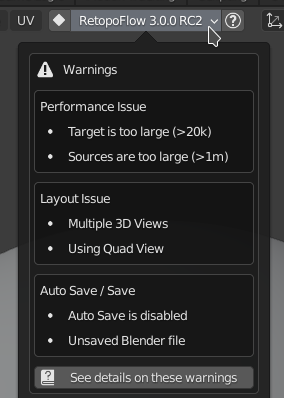 UV
RetopoFlow 3.0.0 RC2
Warnings
Performance Issue
• Target is too large (>20k)
• Sources are too large (>1m)
Layout Issue
• Multiple 3D Views
• Using Quad View
Auto Save / Save
• Auto Save is disabled
• Unsaved Blender file
See details on these warnings